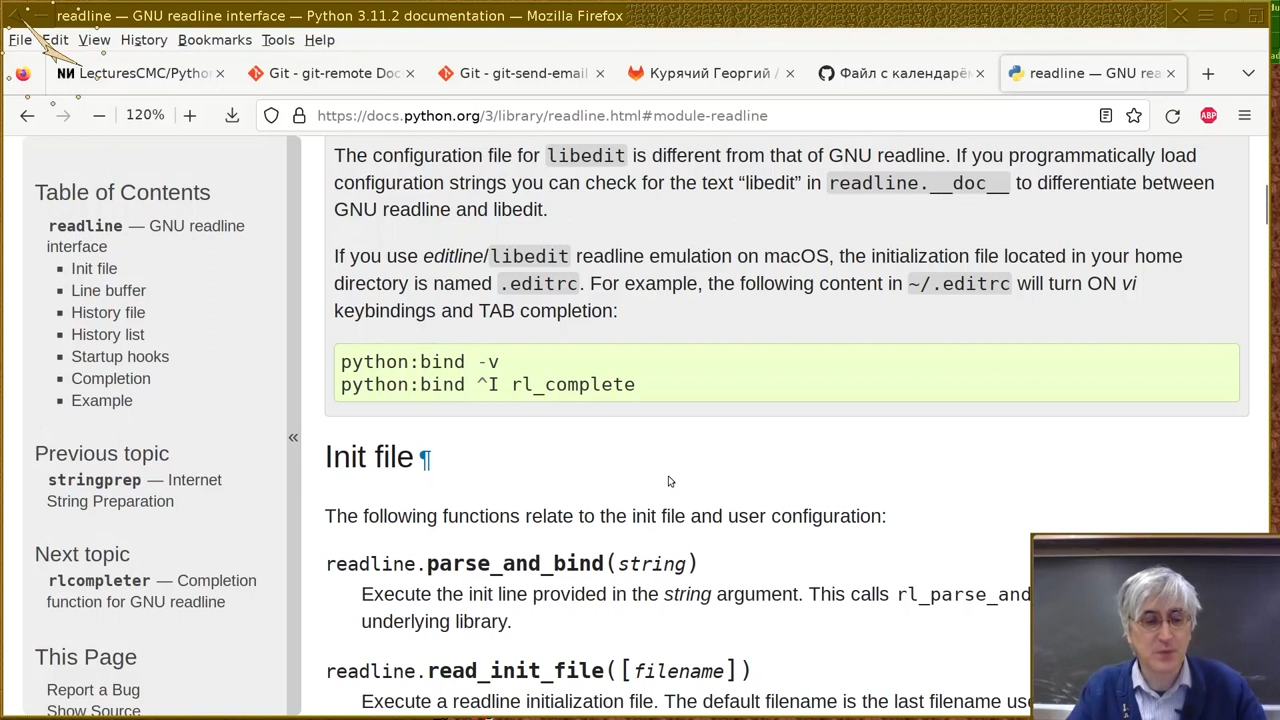 readline — GNU readline interface — Python 3.11.2 documentation — Mozilla Firefox
File Edit View History Bookmarks Tools Help
LecturesCMC/Python
Git - git-remote Doc
Git - git-send-email
Курячий Георгий /
Файл с календарём
readline — GNU rea
120%
https://docs.python.org/3/library/readline.html#module-readline
ABP
Table of Contents
readline — GNU readline
interface
Init file
Line buffer
History file
History list
Startup hooks
Completion
Example
Previous topic
stringprep — Internet
String Preparation
Next topic
rlcompleter — Completion
function for GNU readline
This Page
Report a Bug
Show Source
«
The configuration file for libedit is different from that of GNU readline. If you programmatically load
configuration strings you can check for the text “libedit” in readline.__doc__ to differentiate between
GNU readline and libedit.
If you use editline/libedit readline emulation on macOS, the initialization file located in your home
directory is named .editrc. For example, the following content in ~/.editrc will turn ON vi
keybindings and TAB completion:
python:bind -v
python:bind ^I rl_complete
Init file ¶
The following functions relate to the init file and user configuration:
readline.parse_and_bind(string)
Execute the init line provided in the string argument. This calls rl_parse_and
underlying library.
readline.read_init_file([filename])
Execute a readline initialization file. The default filename is the last filename use